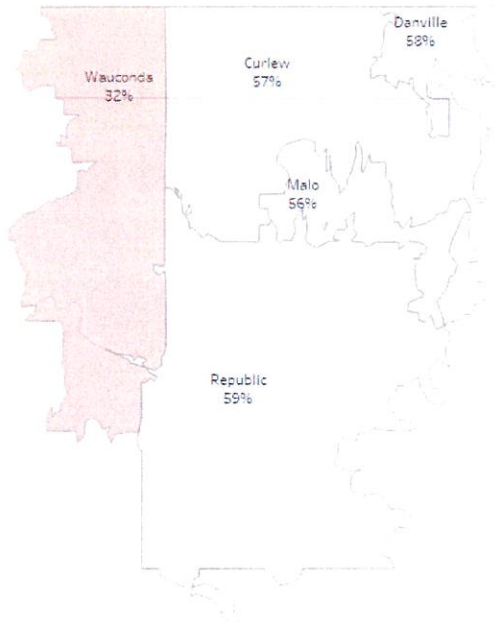 Danville
58%
Curlew
57%
Wauconda
32%
Malo
56%
Republic
59%